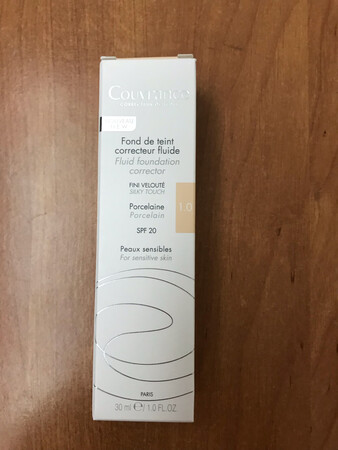 COUVRANCE
Fond de teint
correcteur fluide
Fluid foundation
corrector
FINI VELOUTÉ
SILKY TOUCH
Porcelaine
Porcelain
1.0
SPF 20
Peaux sensibles
For sensitive skin
PARIS
30 ml ℮/ 1.0 FL.OZ.